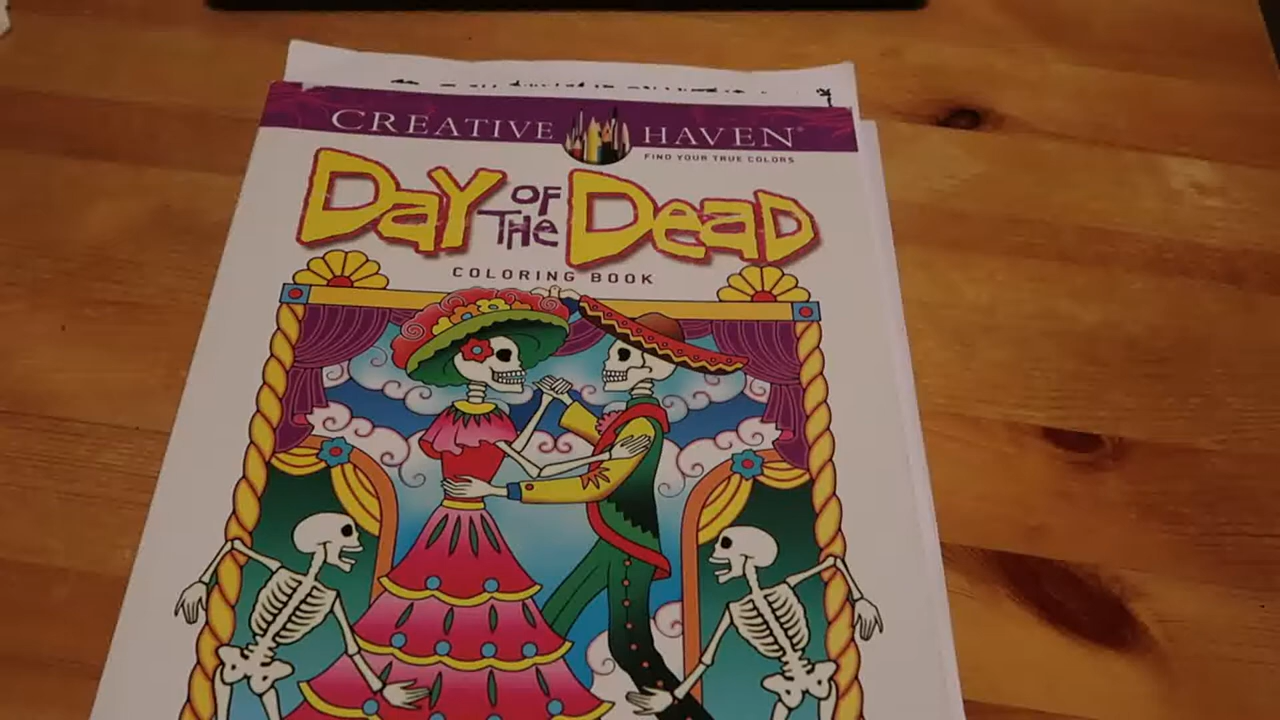 CREATIVE HAVEN®
FIND YOUR TRUE COLORS
DAY OF THE DEAD
COLORING BOOK